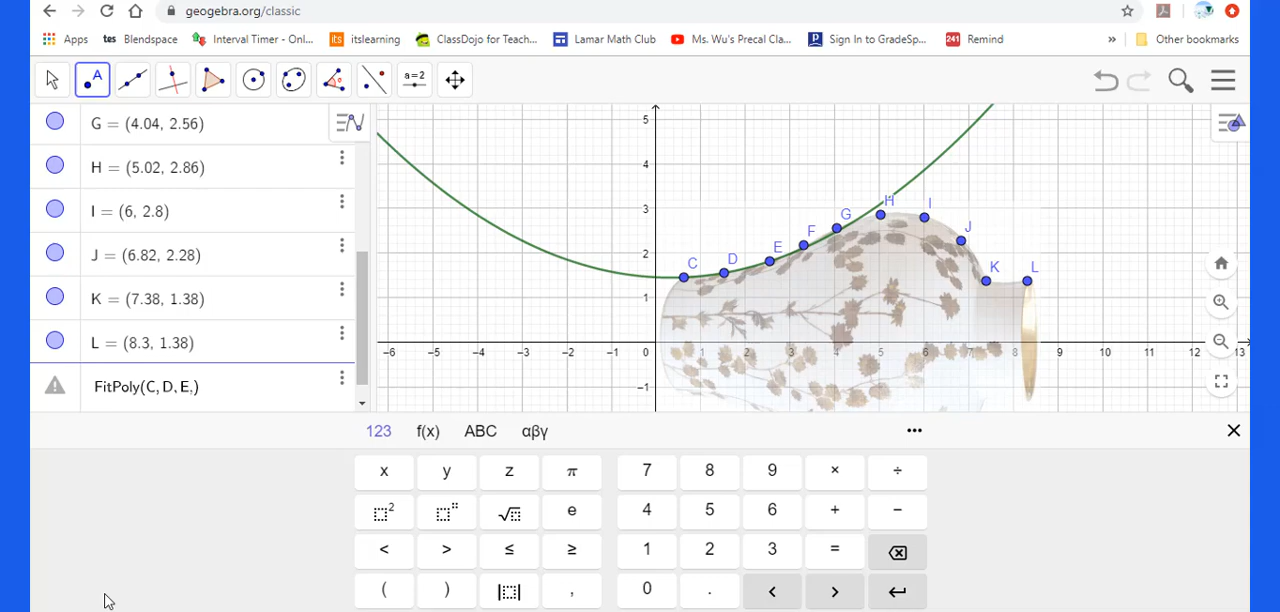 geogebra.org/classic
Apps
tes Blendspace
Interval Timer - Onl...
its itslearning
ClassDojo for Teach...
Lamar Math Club
Ms. Wu's Precal Cla...
P Sign In to GradeSp...
241 Remind
»
Other bookmarks
A
a=2
G = (4.04, 2.56)
H = (5.02, 2.86)
I = (6, 2.8)
J = (6.82, 2.28)
K = (7.38, 1.38)
L = (8.3, 1.38)
FitPoly(C, D, E,)
5
4
3
2
1
−1
−6 −5 −4 −3 −2 −1 0 1 2 3 4 5 6 7 8 9 10 11 12 13
C D E F G H I J K L
123 f(x) ABC αβγ ...
x y z π 7 8 9 × ÷
2 √ e 4 5 6 + −
< > ≤ ≥ 1 2 3 =
( ) , 0 . < >